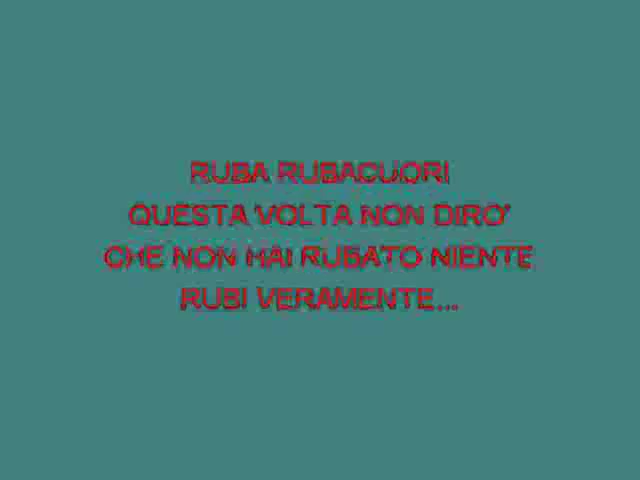 RUBA RUBACUORI
QUESTA VOLTA NON DIRO'
CHE NON HAI RUBATO NIENTE
RUBI VERAMENTE...